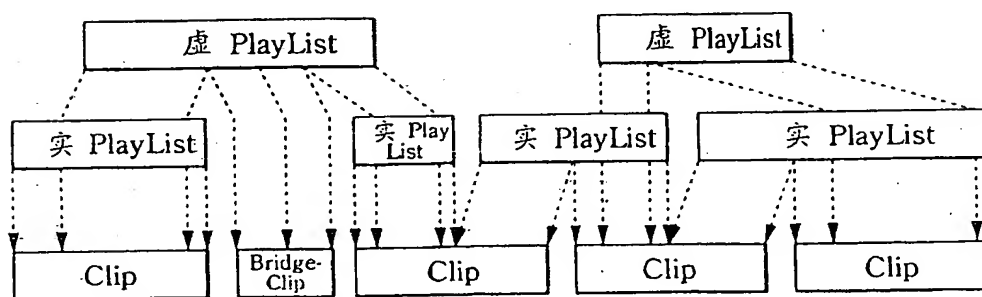 虚 PlayList
虚 PlayList
实 PlayList
实 Play
List
实 PlayList
实 PlayList
Clip
Bridge-
Clip
Clip
Clip
Clip